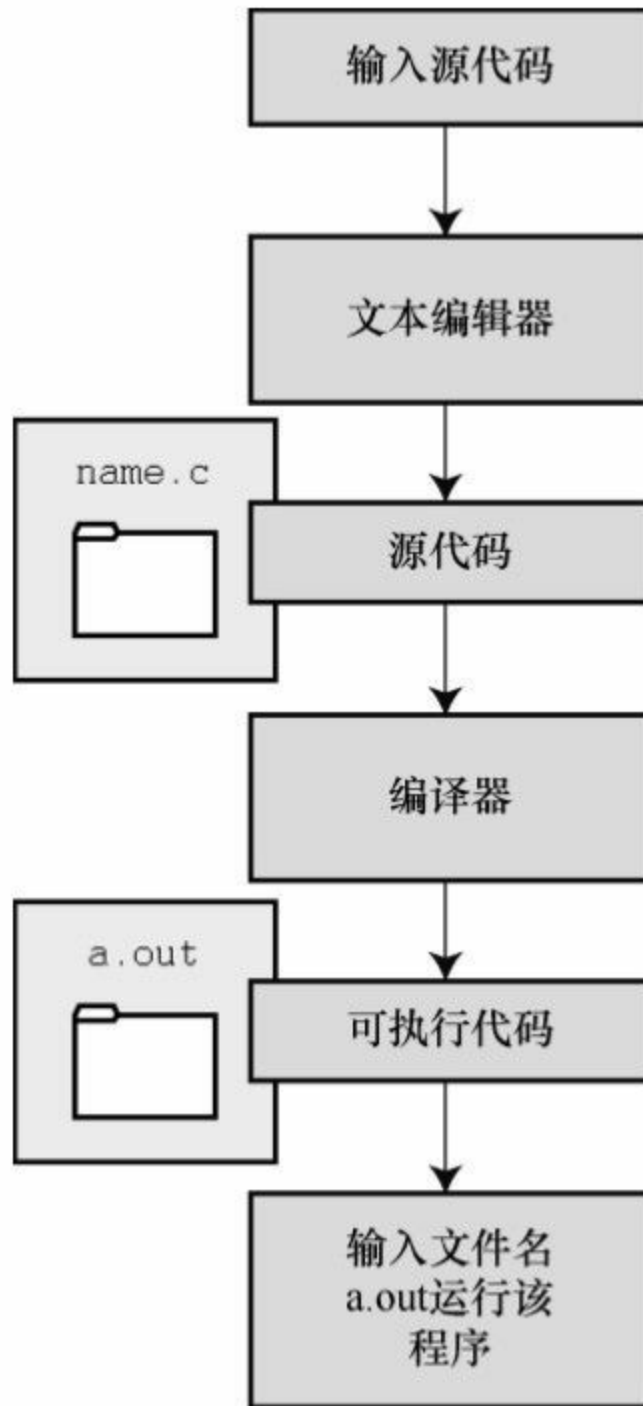 输入源代码
文本编辑器
name.c
源代码
编译器
a.out
可执行代码
输入文件名
a.out运行该
程序